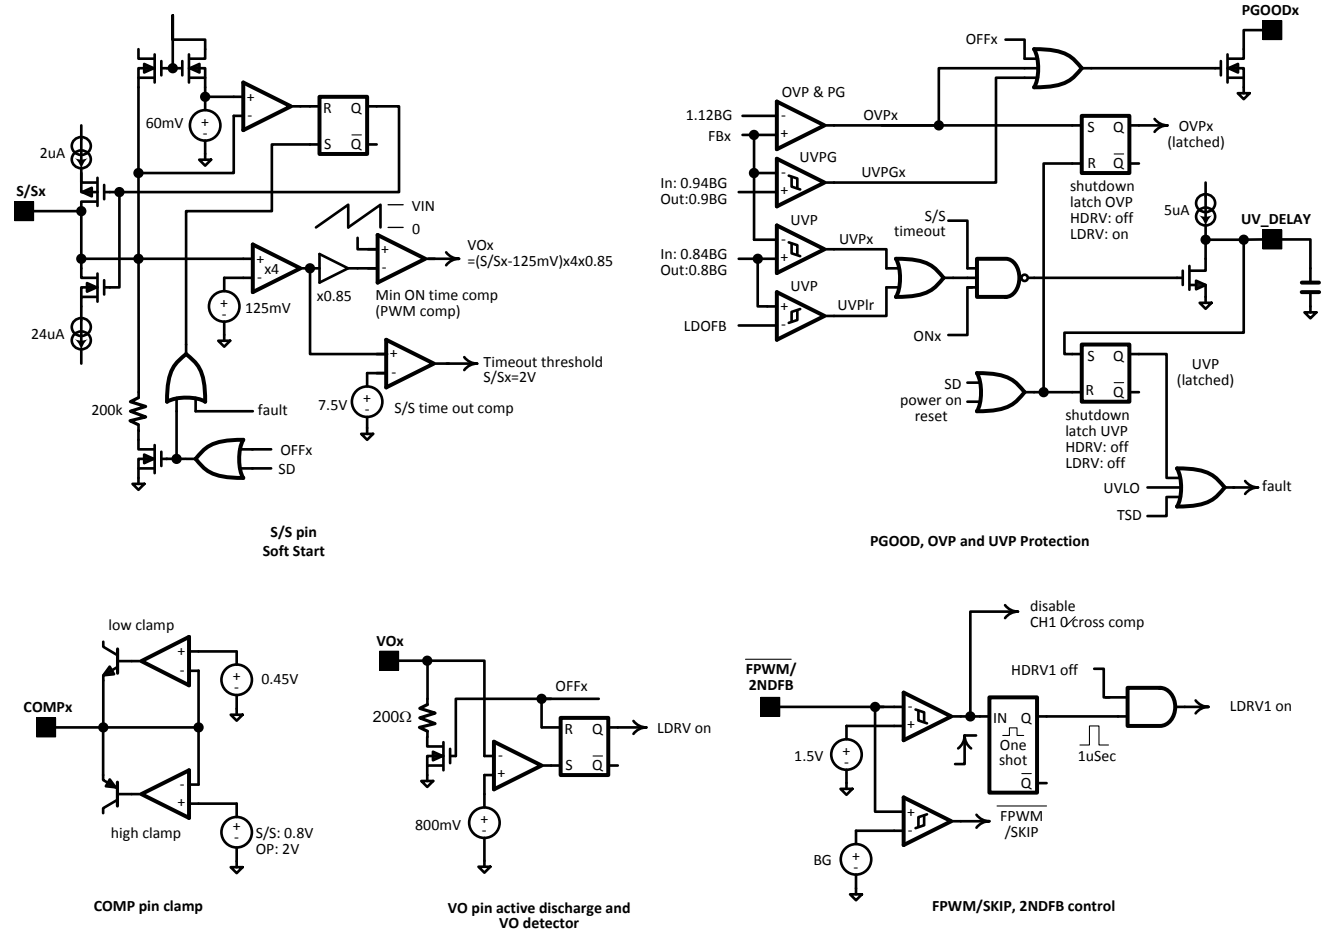 60mV
+
-
+
-
R
Q
S
Q
2uA
S/Sx
VIN
0
VOx
=(S/Sx-125mV)x4x0.85
+
-
x4
+
-
x0.85
Min ON time comp
(PWM comp)
+
-
125mV
24uA
+
-
Timeout threshold
S/Sx=2V
7.5V
+
-
S/S time out comp
200k
fault
OFFx
SD
S/S pin
Soft Start
PGOODx
OFFx
OVP & PG
1.12BG
-
FBx
+
OVPx
S
Q
R
Q
OVPx
(latched)
UVPG
-
+
In: 0.94BG
Out:0.9BG
UVPGx
shutdown
latch OVP
HDRV: off
LDRV: on
5uA
UV_DELAY
UVP
-
+
UVPx
S/S
timeout
In: 0.84BG
Out:0.8BG
UVP
+
-
UVPlr
LDOFB
ONx
S
Q
R
Q
UVP
(latched)
SD
power on
reset
shutdown
latch UVP
HDRV: off
LDRV: off
UVLO
TSD
fault
PGOOD, OVP and UVP Protection
low clamp
+
-
+
-
0.45V
COMPx
-
+
+
-
S/S: 0.8V
OP: 2V
high clamp
COMP pin clamp
VOx
OFFx
200Ω
R
Q
S
Q
LDRV on
-
+
800mV
+
-
VO pin active discharge and
VO detector
disable
CH1 0 cross comp
FPWM/
2NDFB
HDRV1 off
-
+
1.5V
+
-
IN
Q
One
shot
Q
1uSec
LDRV1 on
+
-
FPWM
/SKIP
BG
+
-
FPWM/SKIP, 2NDFB control